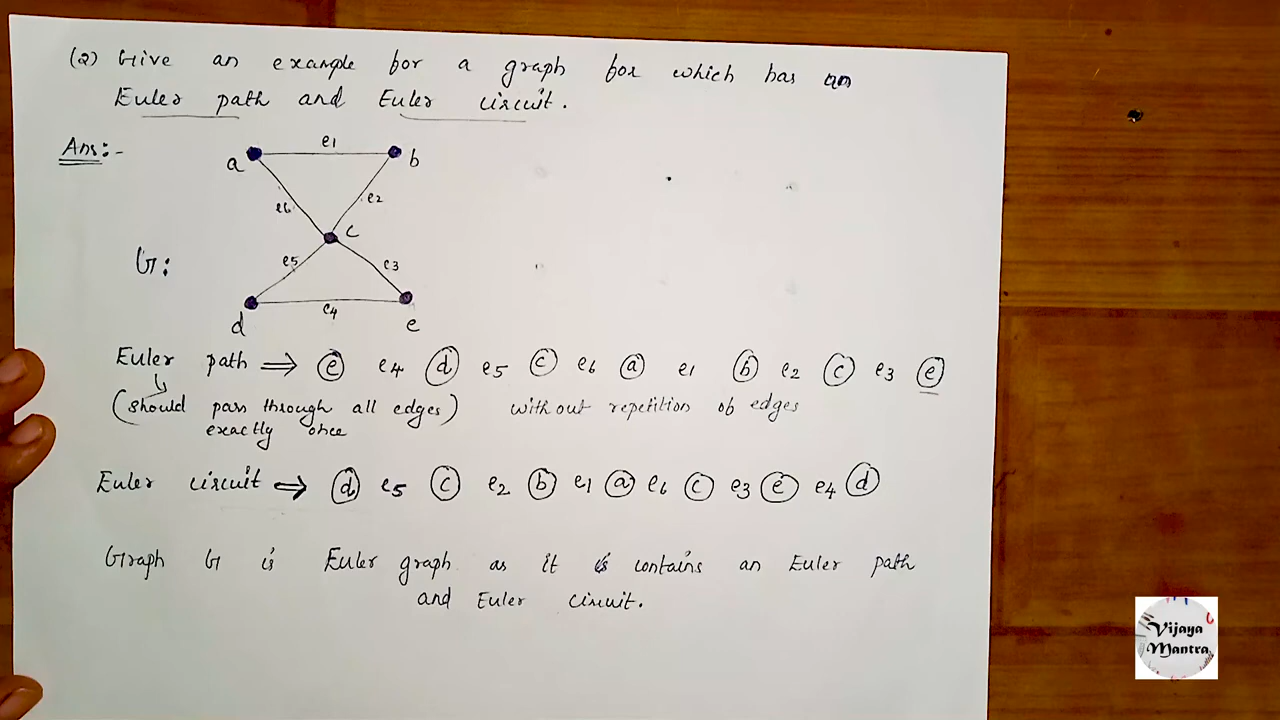 (2) Give an example for a graph for which has an
Euler path and Euler circuit.
Ans:-
e1
a
b
e6
e2
c
G:
e5
e3
e4
d
e
Euler path ⇒ e e4 d e5 c e6 a e1 b e2 c e3 e
(should pass through all edges) without repetition of edges
exactly once
Euler circuit ⇒ d e5 c e2 b e1 a e6 c e3 e e4 d
Graph G is Euler graph as it is contains an Euler path
and Euler circuit.
Vijaya
Mantra